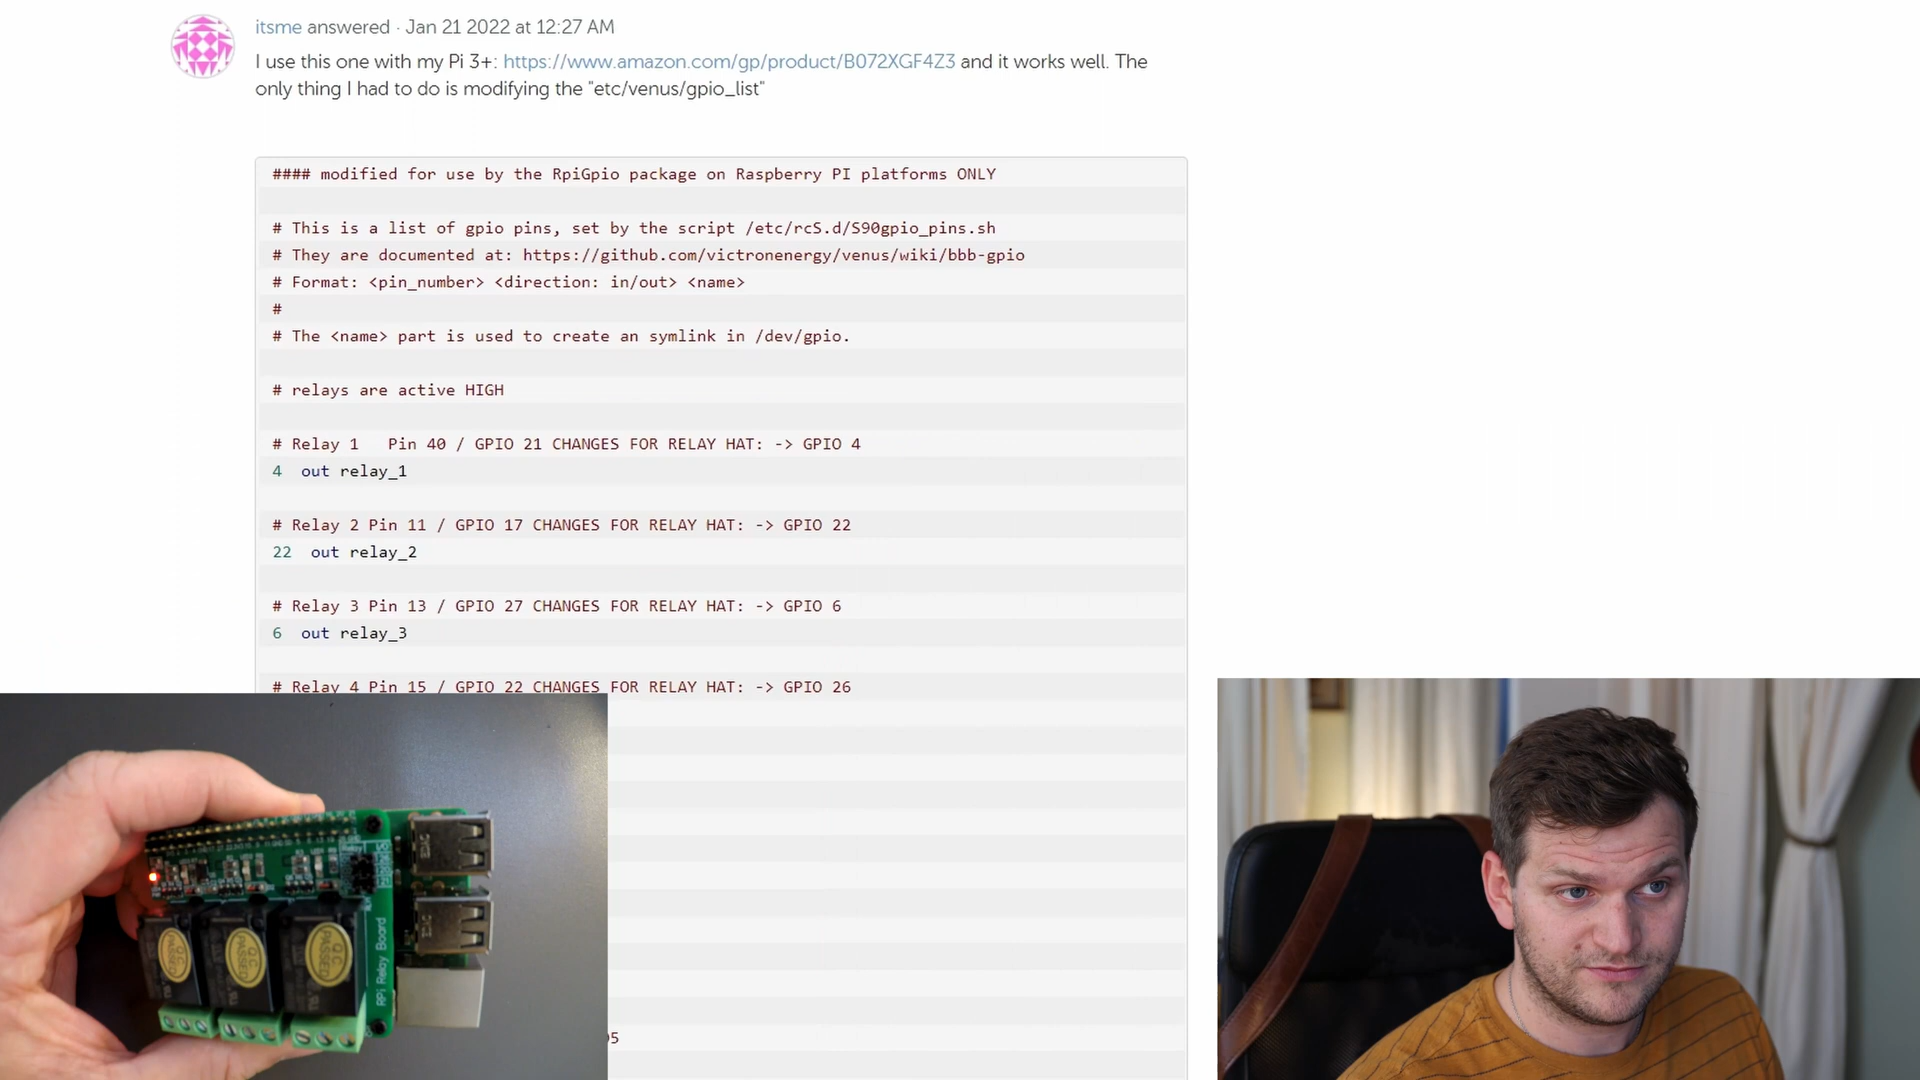 itsme answered · Jan 21 2022 at 12:27 AM
I use this one with my Pi 3+: https://www.amazon.com/gp/product/B072XGF4Z3 and it works well. The
only thing I had to do is modifying the "etc/venus/gpio_list"
#### modified for use by the RpiGpio package on Raspberry PI platforms ONLY
# This is a list of gpio pins, set by the script /etc/rcS.d/S90gpio_pins.sh
# They are documented at: https://github.com/victronenergy/venus/wiki/bbb-gpio
# Format: <pin_number> <direction: in/out> <name>
#
# The <name> part is used to create an symlink in /dev/gpio.
# relays are active HIGH
# Relay 1   Pin 40 / GPIO 21 CHANGES FOR RELAY HAT: -> GPIO 4
4  out relay_1
# Relay 2 Pin 11 / GPIO 17 CHANGES FOR RELAY HAT: -> GPIO 22
22  out relay_2
# Relay 3 Pin 13 / GPIO 27 CHANGES FOR RELAY HAT: -> GPIO 6
6  out relay_3
# Relay 4 Pin 15 / GPIO 22 CHANGES FOR RELAY HAT: -> GPIO 26
QC PASSED
QC PASSED
QC PASSED
RPi Relay Board